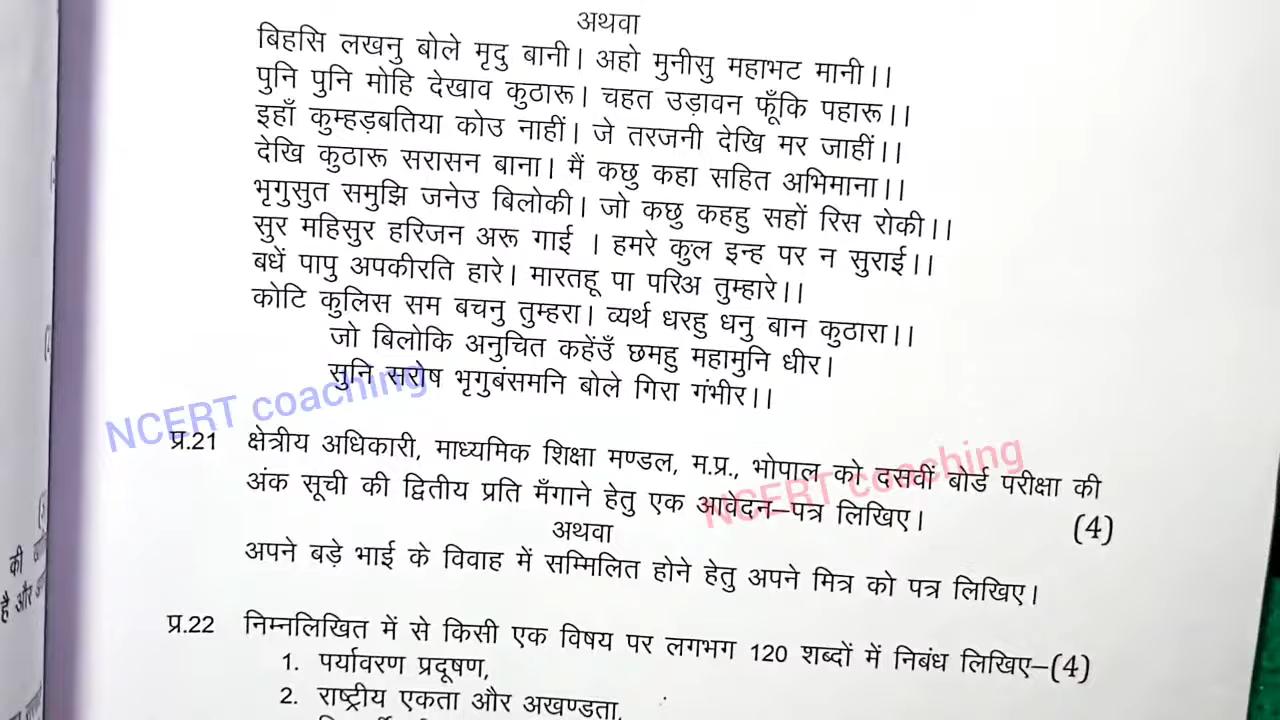 अथवा
बिहसि लखनु बोले मृदु बानी। अहो मुनीसु महाभट मानी।।
पुनि पुनि मोहि देखाव कुठारू। चहत उड़ावन फूँकि पहारू।।
इहाँ कुम्हड़बतिया कोउ नाहीं। जे तरजनी देखि मर जाहीं।।
देखि कुठारू सरासन बाना। मैं कछु कहा सहित अभिमाना।।
भृगुसुत समुझि जनेउ बिलोकी। जो कछु कहहु सहों रिस रोकी।।
सुर महिसुर हरिजन अरू गाई । हमरे कुल इन्ह पर न सुराई।।
बधें पापु अपकीरति हारे। मारतहू पा परिअ तुम्हारे।।
कोटि कुलिस सम बचनु तुम्हरा। व्यर्थ धरहु धनु बान कुठारा।।
जो बिलोकि अनुचित कहेंउँ छमहु महामुनि धीर।
सुनि सरोष भृगुबंसमनि बोले गिरा गंभीर।।
NCERT coaching
प्र.21 क्षेत्रीय अधिकारी, माध्यमिक शिक्षा मण्डल, म.प्र., भोपाल को दसवीं बोर्ड परीक्षा की
अंक सूची की द्वितीय प्रति मँगाने हेतु एक आवेदन–पत्र लिखिए। (4)
NCERT coaching
अथवा
अपने बड़े भाई के विवाह में सम्मिलित होने हेतु अपने मित्र को पत्र लिखिए।
प्र.22 निम्नलिखित में से किसी एक विषय पर लगभग 120 शब्दों में निबंध लिखिए–(4)
1. पर्यावरण प्रदूषण,
2. राष्ट्रीय एकता और अखण्डता,
की
है और